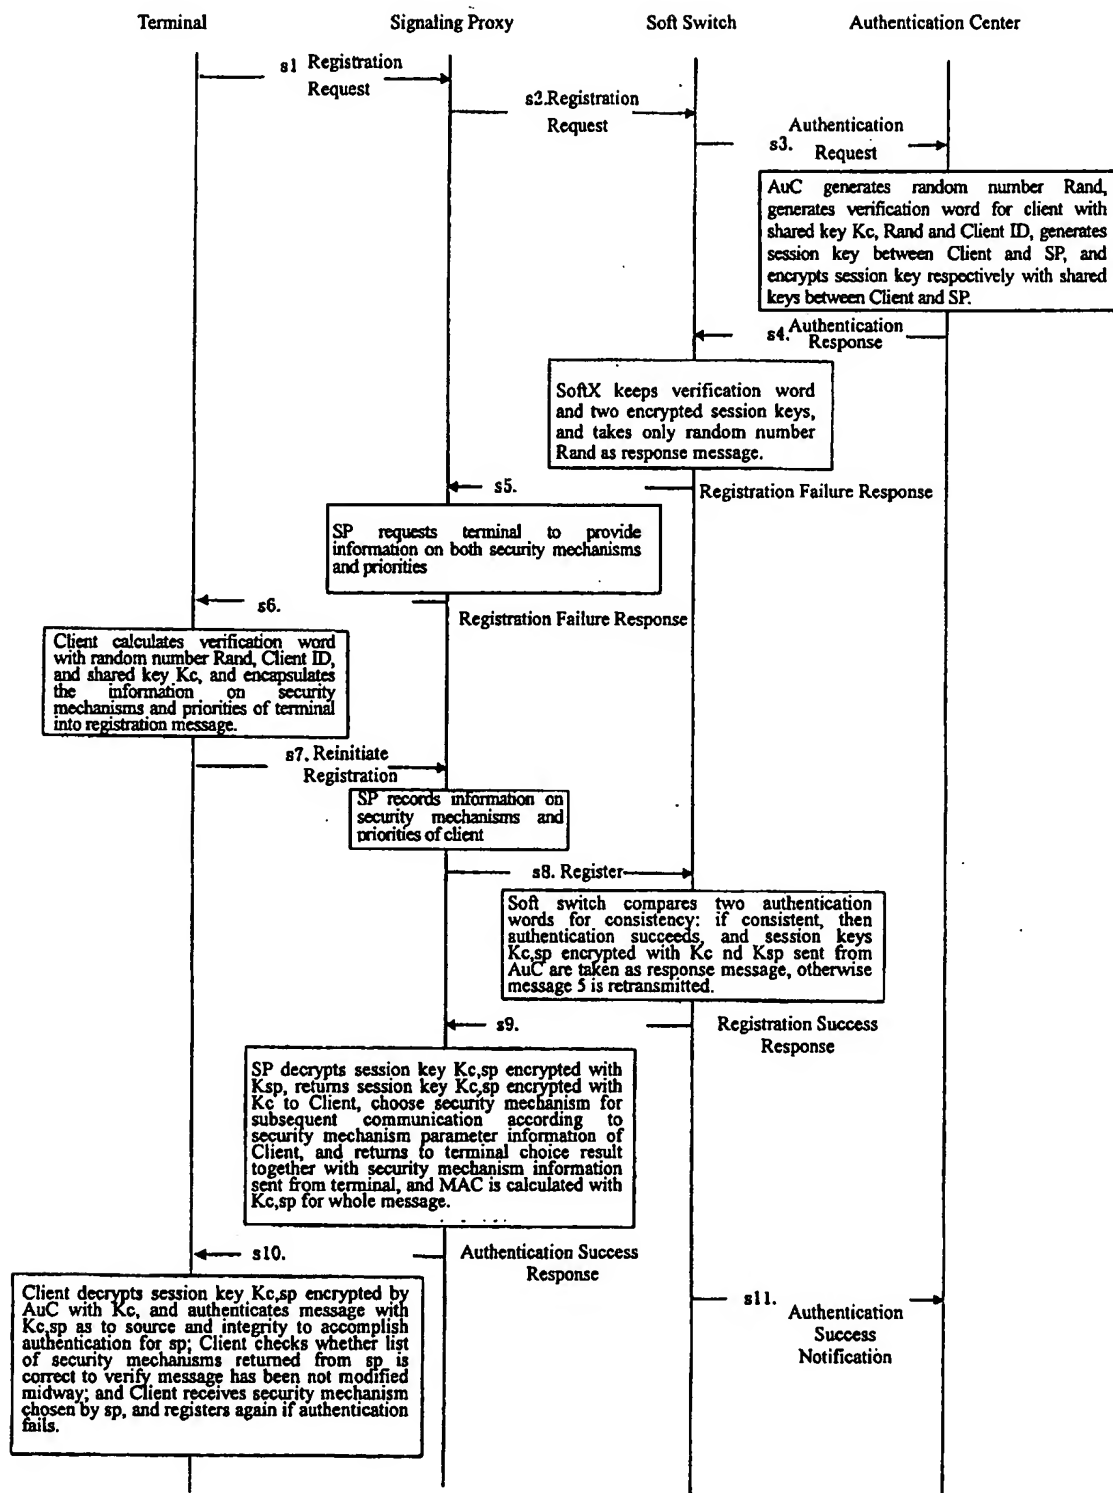 Terminal
Signaling Proxy
Soft Switch
Authentication Center
s1 Registration
Request
s2.Registration
Request
Authentication
s3.
Request
AuC generates random number Rand,
generates verification word for client with
shared key Kc, Rand and Client ID, generates
session key between Client and SP, and
encrypts session key respectively with shared
keys between Client and SP.
s4.Authentication
Response
SoftX keeps verification word
and two encrypted session keys,
and takes only random number
Rand as response message.
s5.
Registration Failure Response
SP requests terminal to provide
information on both security mechanisms
and priorities
s6.
Registration Failure Response
Client calculates verification word
with random number Rand, Client ID,
and shared key Kc, and encapsulates
the information on security
mechanisms and priorities of terminal
into registration message.
s7. Reinitiate
Registration
SP records information on
security mechanisms and
priorities of client
s8. Register
Soft switch compares two authentication
words for consistency: if consistent, then
authentication succeeds, and session keys
Kc,sp encrypted with Kc nd Ksp sent from
AuC are taken as response message, otherwise
message 5 is retransmitted.
s9.
Registration Success
Response
SP decrypts session key Kc,sp encrypted with
Ksp, returns session key Kc,sp encrypted with
Kc to Client, choose security mechanism for
subsequent communication according to
security mechanism parameter information of
Client, and returns to terminal choice result
together with security mechanism information
sent from terminal, and MAC is calculated with
Kc,sp for whole message.
s10.
Authentication Success
Response
Client decrypts session key Kc,sp encrypted by
AuC with Kc, and authenticates message with
Kc,sp as to source and integrity to accomplish
authentication for sp; Client checks whether list
of security mechanisms returned from sp is
correct to verify message has been not modified
midway; and Client receives security mechanism
chosen by sp, and registers again if authentication
fails.
s11.
Authentication
Success
Notification